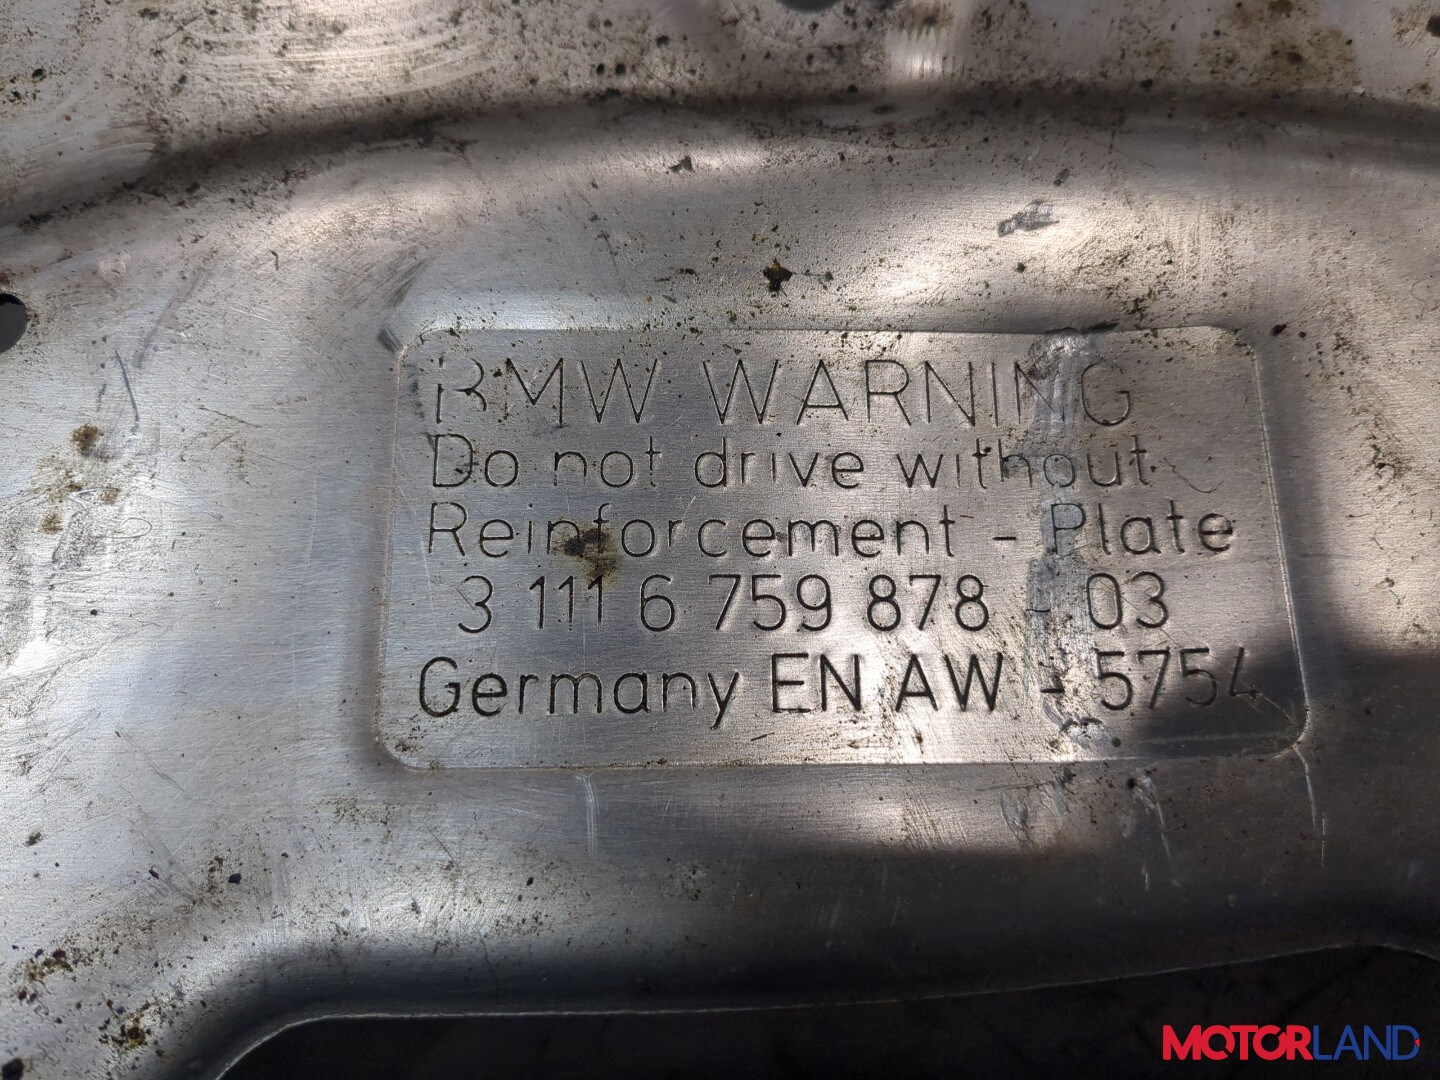 BMW WARNING
Do not drive without
Reinforcement - Plate
3 111 6 759 878 - 03
Germany EN AW - 5754
MOTORLAND